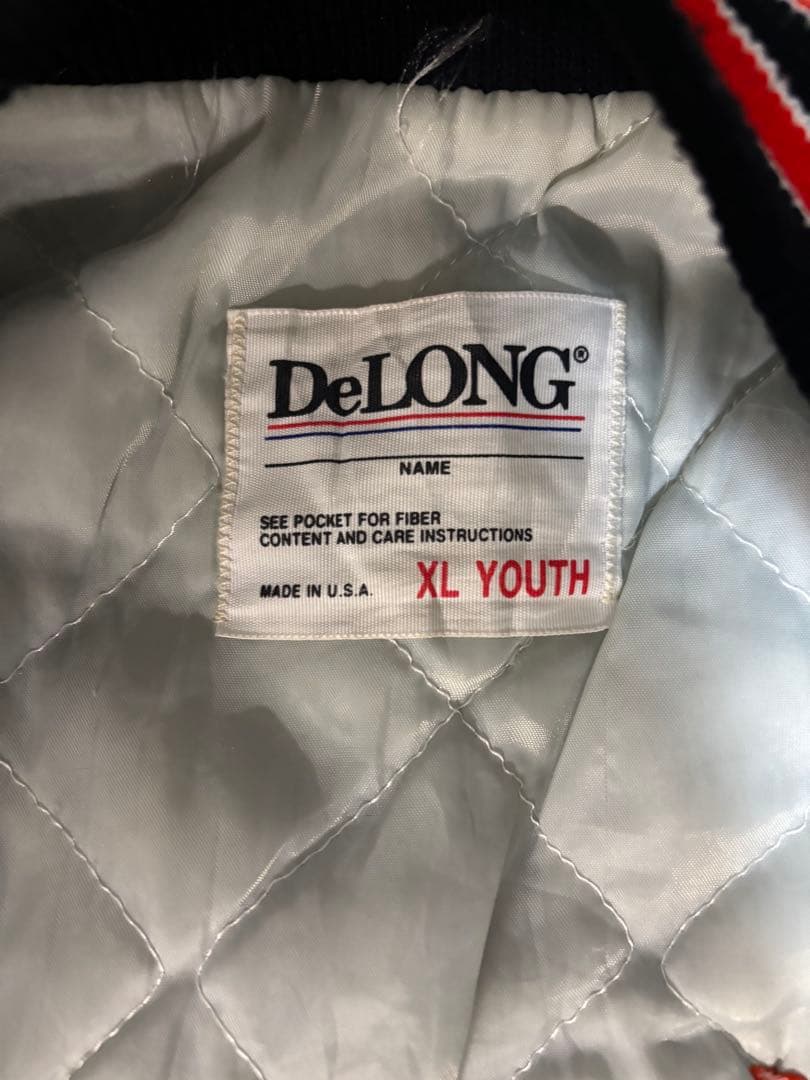 DeLONG®
NAME
SEE POCKET FOR FIBER
CONTENT AND CARE INSTRUCTIONS
MADE IN U.S.A. XL YOUTH